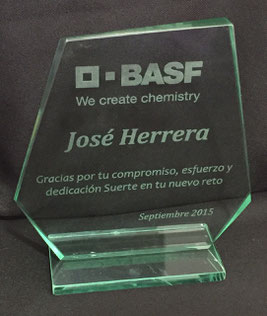 BASF
We create chemistry
José Herrera
Gracias por tu compromiso, esfuerzo y
dedicación Suerte en tu nuevo reto
Septiembre 2015